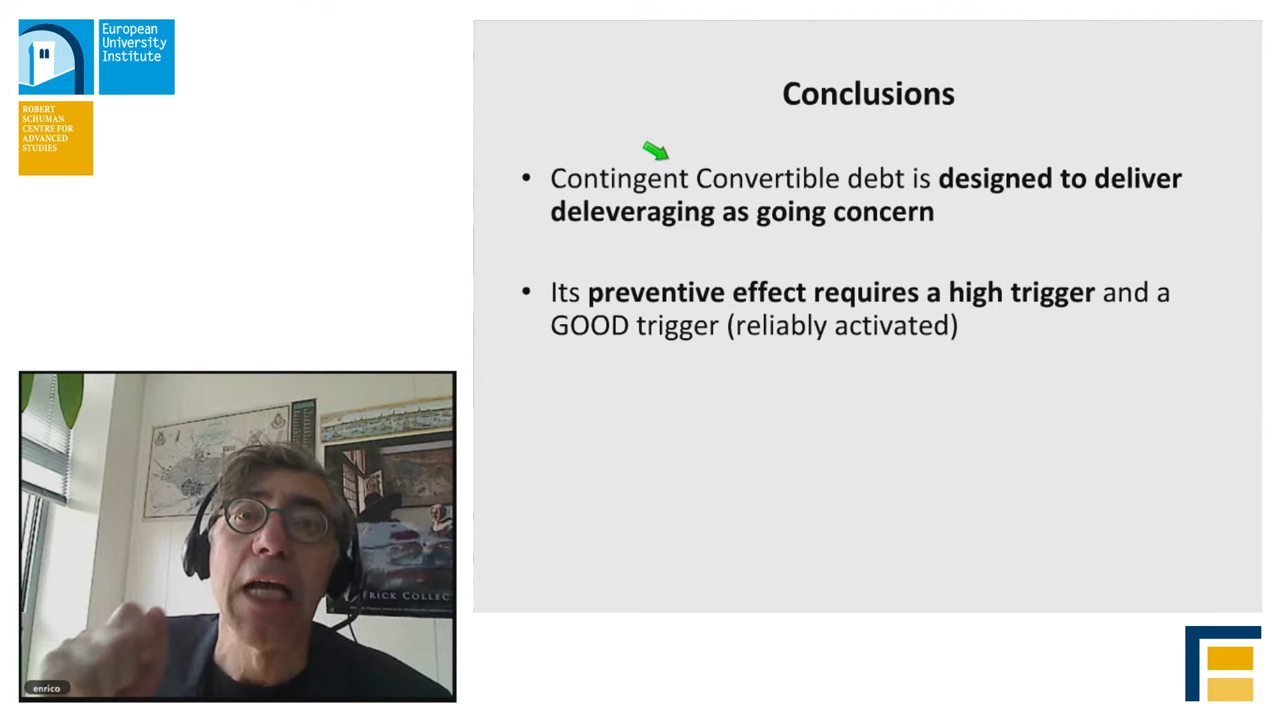 European
University
Institute
ROBERT
SCHUMAN
CENTRE FOR
ADVANCED
STUDIES
Conclusions
• Contingent Convertible debt is designed to deliver
deleveraging as going concern
• Its preventive effect requires a high trigger and a
GOOD trigger (reliably activated)
FRICK COLLEC
enrico